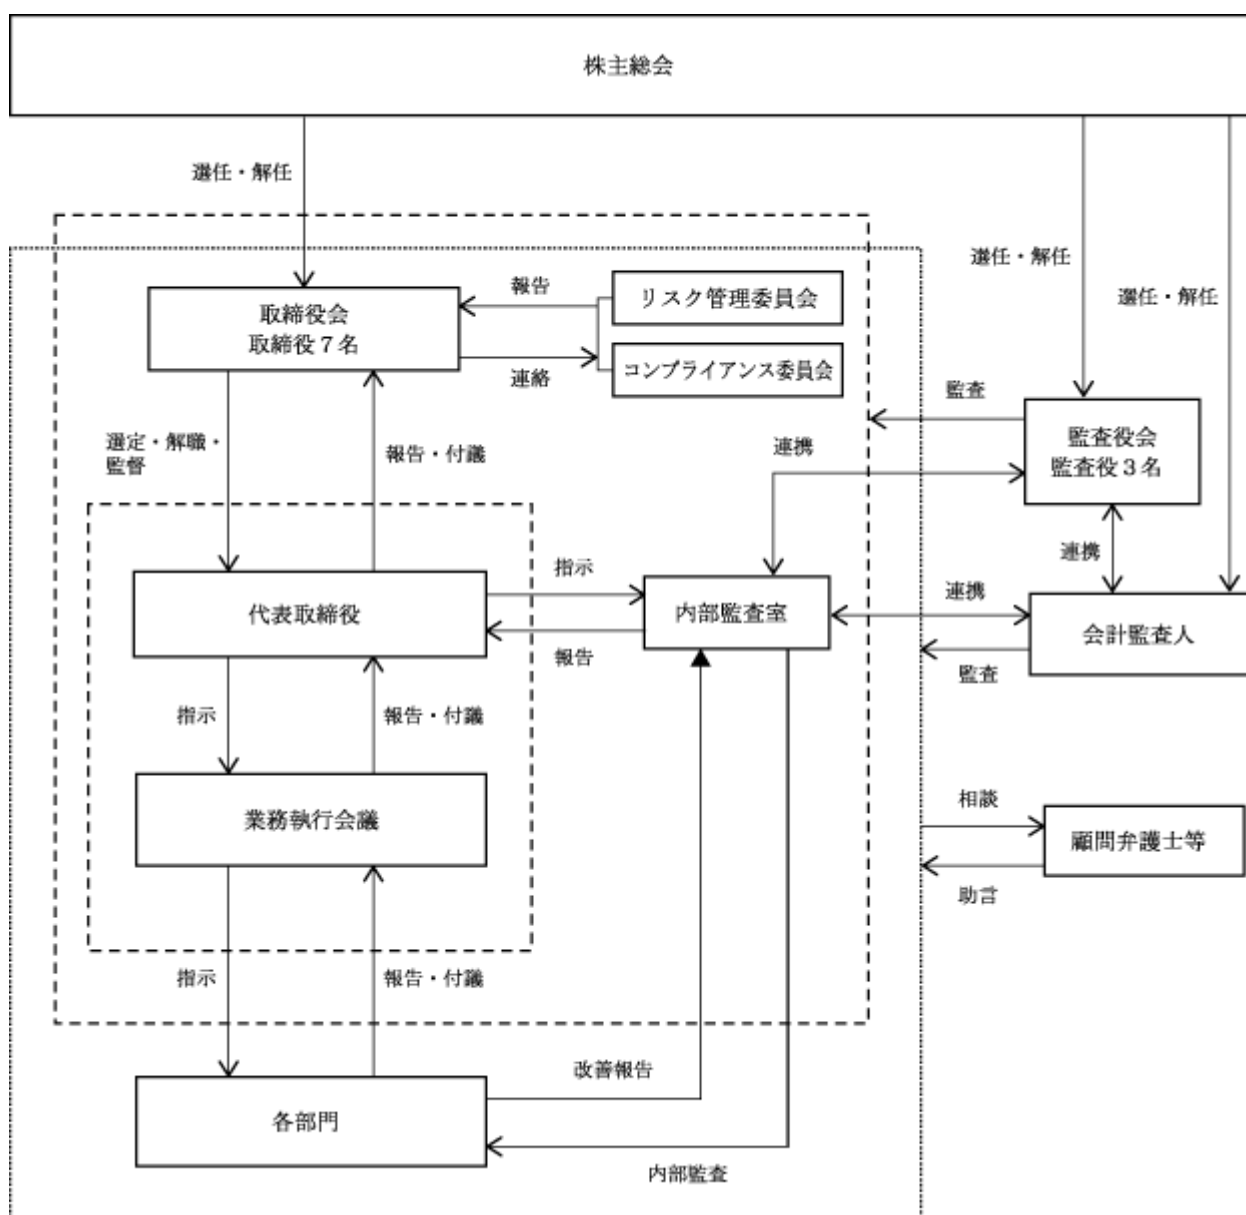 株主総会
選任・解任
選任・解任
選任・解任
取締役会
取締役７名
報告
連絡
リスク管理委員会
コンプライアンス委員会
監査
監査役会
監査役３名
選定・解職・
監督
報告・付議
連携
連携
代表取締役
指示
報告
内部監査室
連携
監査
会計監査人
指示
報告・付議
業務執行会議
相談
助言
顧問弁護士等
指示
報告・付議
各部門
改善報告
内部監査